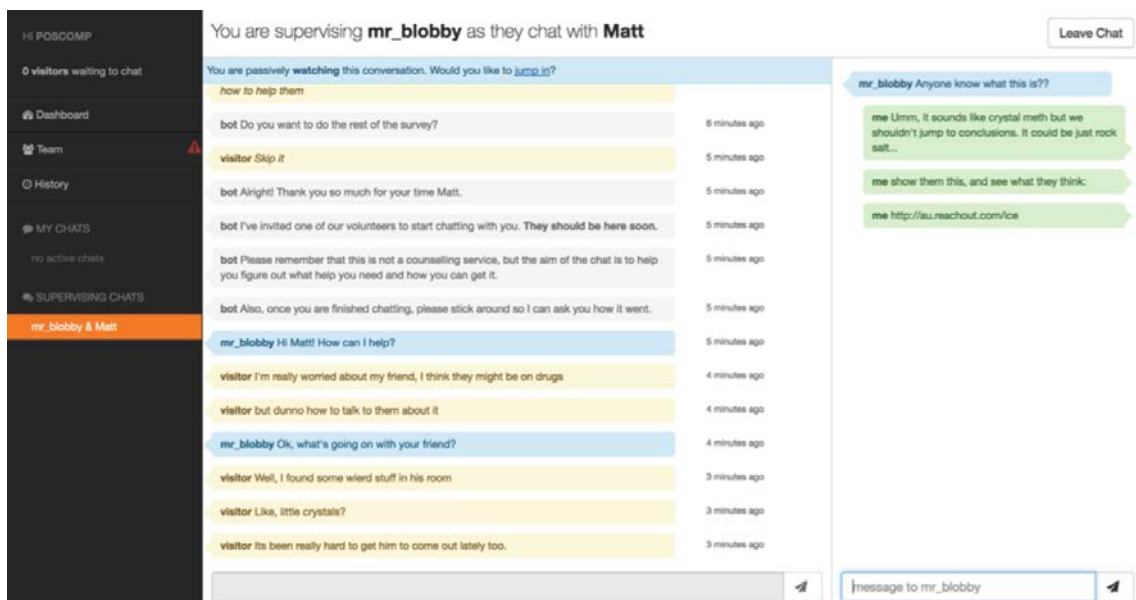 HI POSCOMP
0 visitors waiting to chat
Dashboard
Team
History
MY CHATS
no active chats
SUPERVISING CHATS
mr_blobby & Matt
You are supervising mr_blobby as they chat with Matt
Leave Chat
You are passively watching this conversation. Would you like to jump in?
how to help them
bot Do you want to do the rest of the survey?
6 minutes ago
visitor Skip it
5 minutes ago
bot Alright! Thank you so much for your time Matt.
5 minutes ago
bot I've invited one of our volunteers to start chatting with you. They should be here soon.
5 minutes ago
bot Please remember that this is not a counselling service, but the aim of the chat is to help
you figure out what help you need and how you can get it.
5 minutes ago
bot Also, once you are finished chatting, please stick around so I can ask you how it went.
5 minutes ago
mr_blobby Hi Matt! How can I help?
5 minutes ago
visitor I'm really worried about my friend, I think they might be on drugs
4 minutes ago
visitor but dunno how to talk to them about it
4 minutes ago
mr_blobby Ok, what's going on with your friend?
4 minutes ago
visitor Well, I found some wierd stuff in his room
3 minutes ago
visitor Like, little crystals?
3 minutes ago
visitor Its been really hard to get him to come out lately too.
3 minutes ago
mr_blobby Anyone know what this is??
me Umm, it sounds like crystal meth but we
shouldn't jump to conclusions. It could be just rock
salt...
me show them this, and see what they think:
me http://au.reachout.com/ice
message to mr_blobby